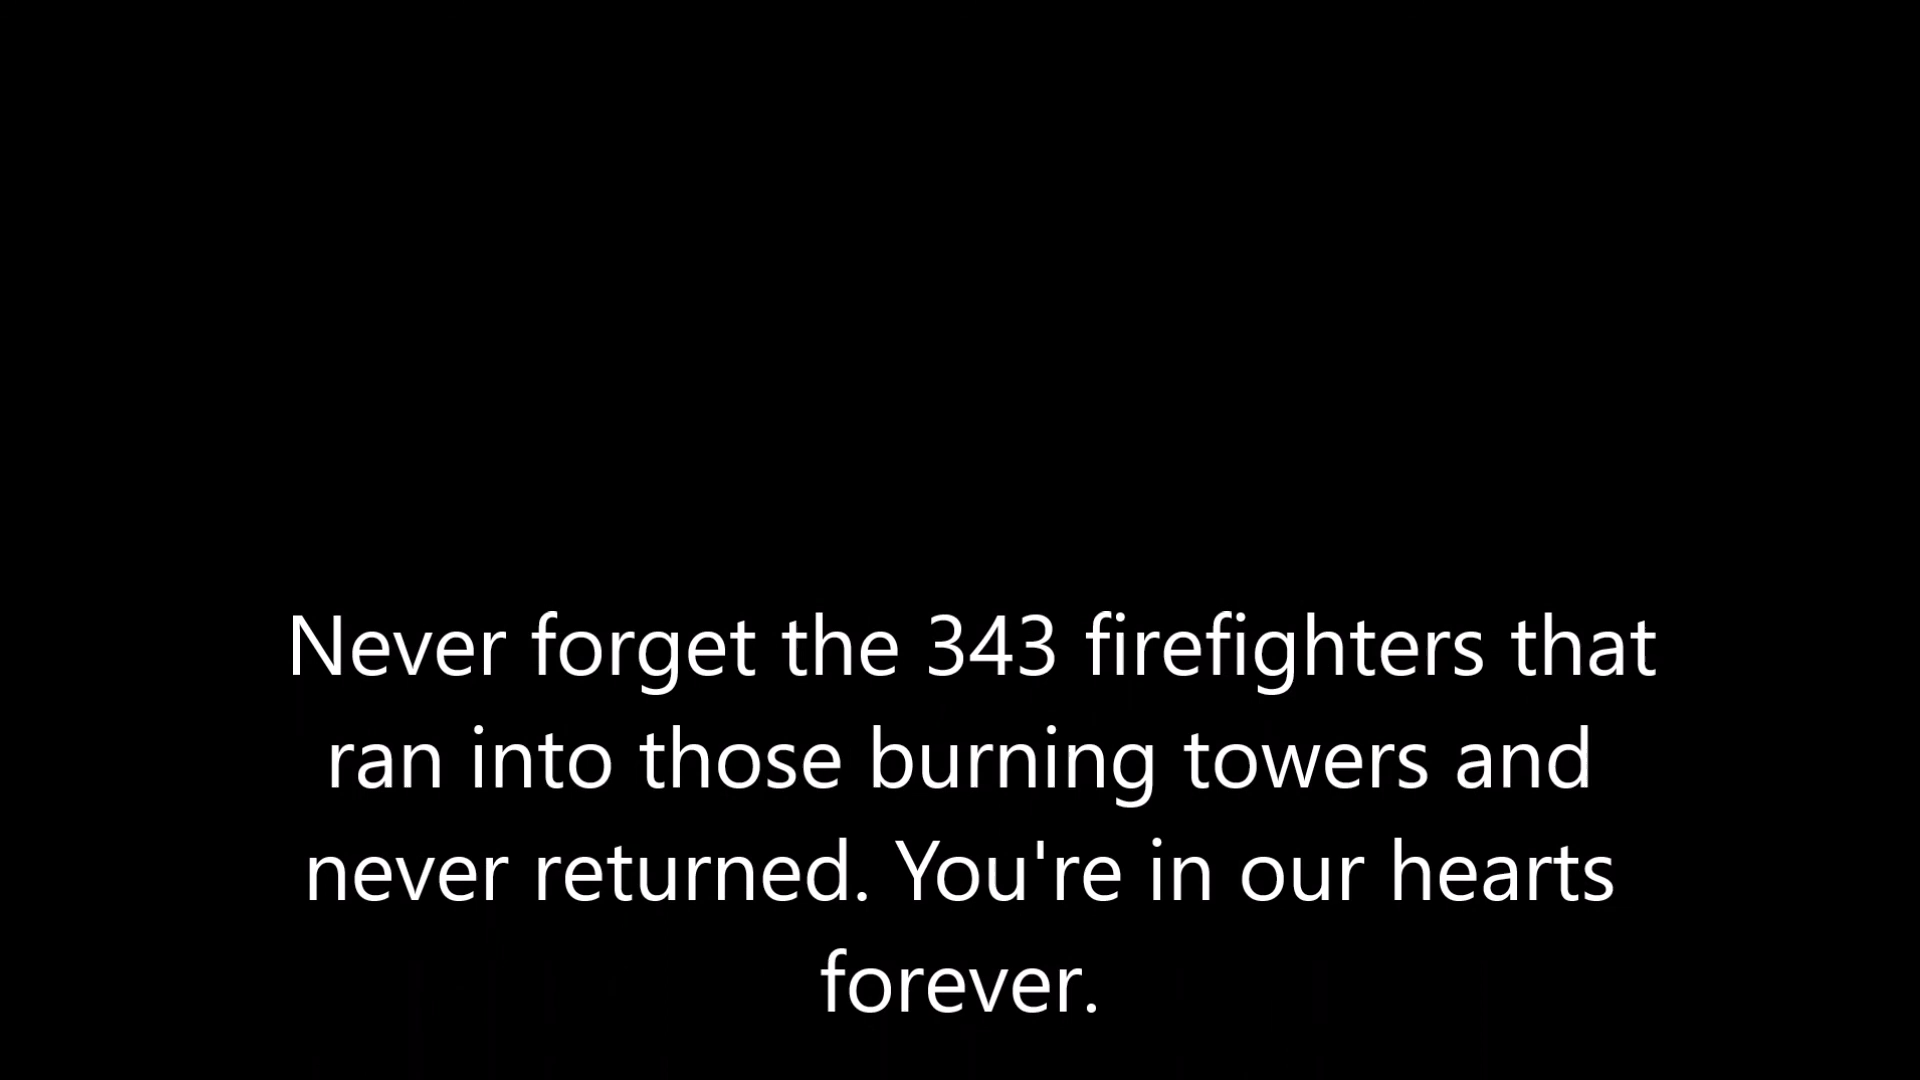 Never forget the 343 firefighters that
ran into those burning towers and
never returned. You're in our hearts
forever.